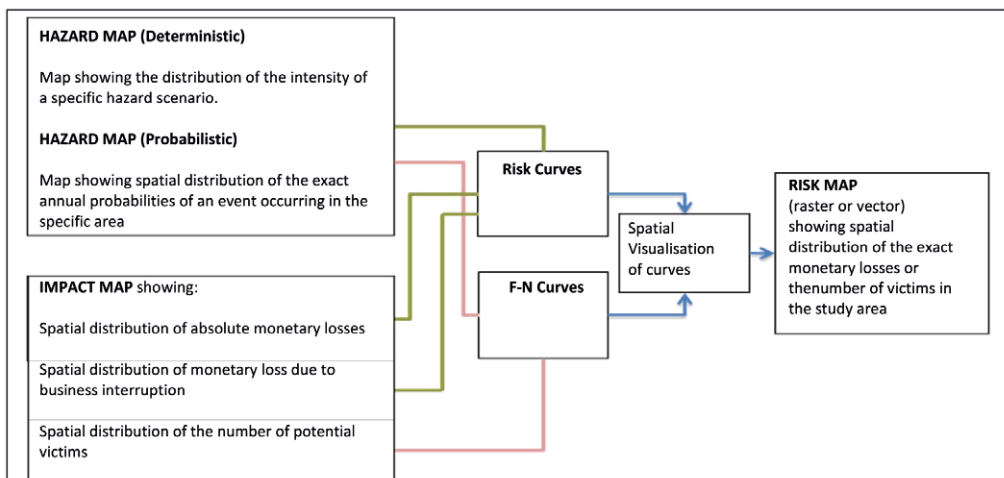 HAZARD MAP (Deterministic)
Map showing the distribution of the intensity of
a specific hazard scenario.
HAZARD MAP (Probabilistic)
Map showing spatial distribution of the exact
annual probabilities of an event occurring in the
specific area
IMPACT MAP showing:
Spatial distribution of absolute monetary losses
Spatial distribution of monetary loss due to
business interruption
Spatial distribution of the number of potential
victims
Risk Curves
F-N Curves
Spatial
Visualisation
of curves
RISK MAP
(raster or vector)
showing spatial
distribution of the exact
monetary losses or
thenumber of victims in
the study area